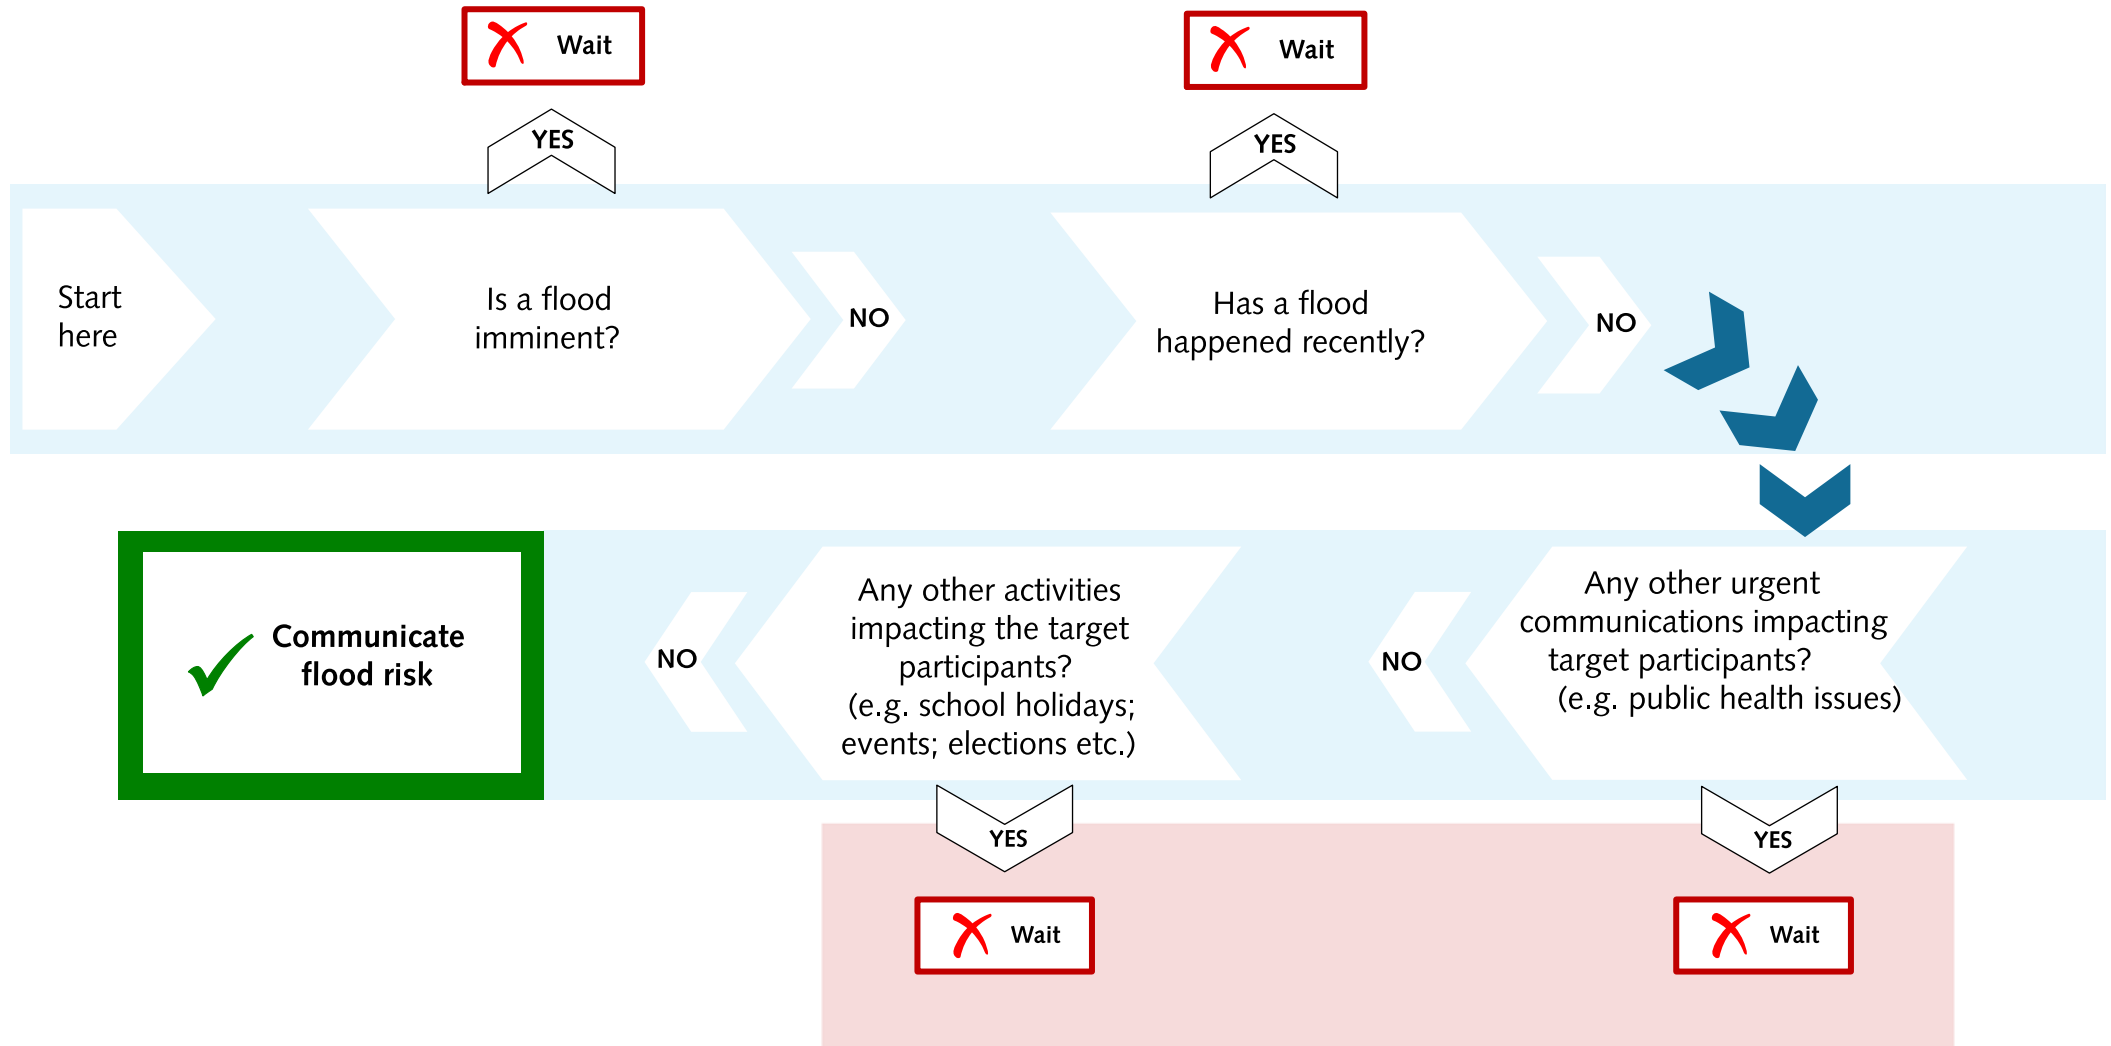 Wait
Wait
YES
YES
Start
here
Is a flood
imminent?
NO
Has a flood
happened recently?
NO
Any other urgent
communications impacting
target participants?
(e.g. public health issues)
NO
YES
Wait
Any other activities
impacting the target
participants?
(e.g. school holidays;
events; elections etc.)
NO
YES
Wait
Communicate
flood risk